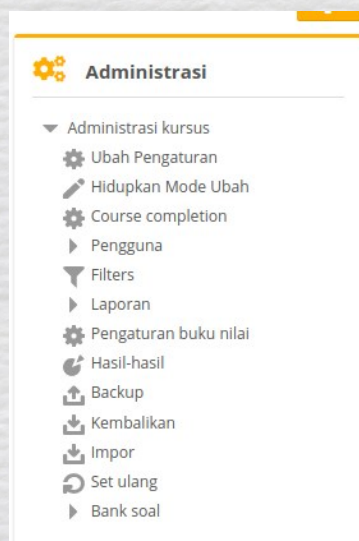 Administrasi
Administrasi kursus
Ubah Pengaturan
Hidupkan Mode Ubah
Course completion
Pengguna
Filters
Laporan
Pengaturan buku nilai
Hasil-hasil
Backup
Kembalikan
Impor
Set ulang
Bank soal